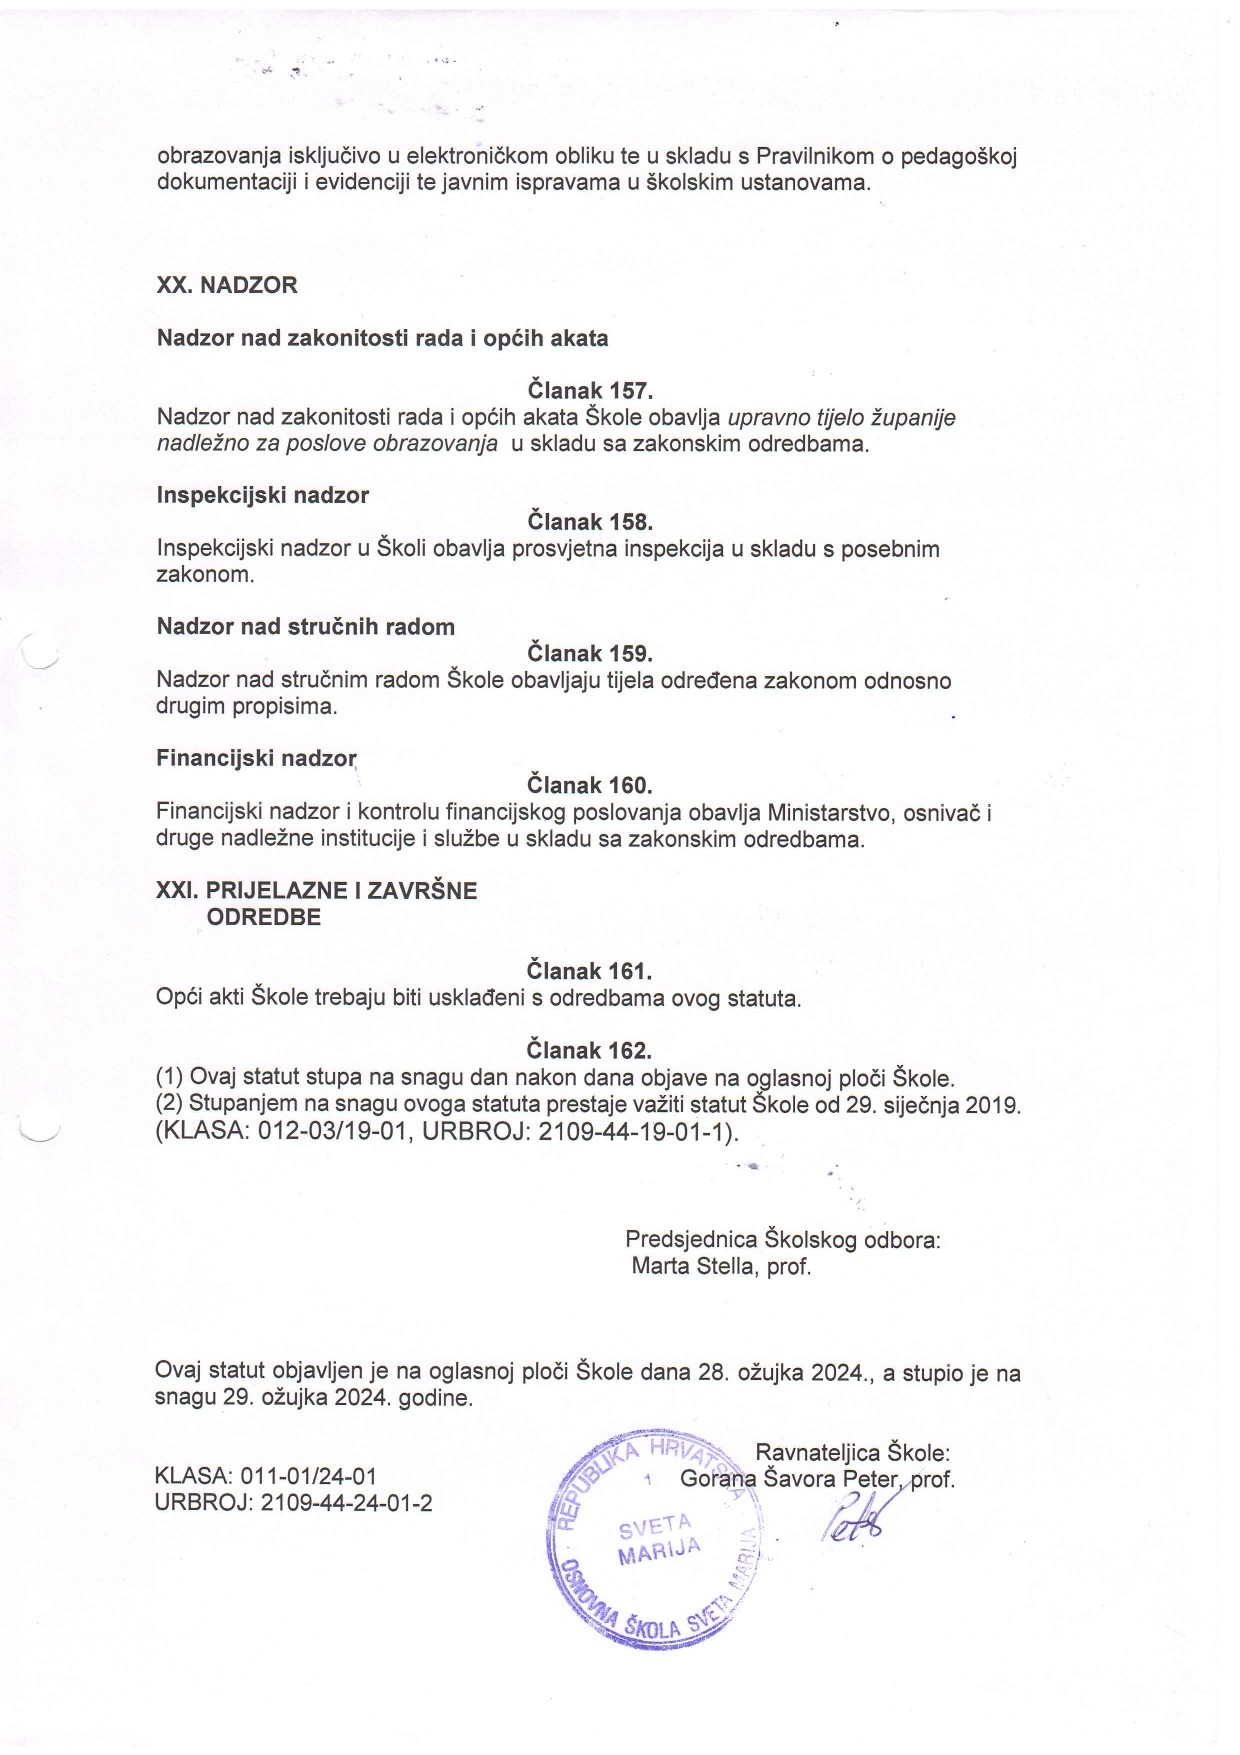 obrazovanja isključivo u elektroničkom obliku te u skladu s Pravilnikom o pedagoškoj
dokumentaciji i evidenciji te javnim ispravama u školskim ustanovama.
XX. NADZOR
Nadzor nad zakonitosti rada i općih akata
Članak 157.
Nadzor nad zakonitosti rada i općih akata Škole obavlja upravno tijelo županije
nadležno za poslove obrazovanja u skladu sa zakonskim odredbama.
Inspekcijski nadzor
Članak 158.
Inspekcijski nadzor u Školi obavlja prosvjetna inspekcija u skladu s posebnim
zakonom.
Nadzor nad stručnih radom
Članak 159.
Nadzor nad stručnim radom Škole obavljaju tijela određena zakonom odnosno
drugim propisima.
Financijski nadzor
Članak 160.
Financijski nadzor i kontrolu financijskog poslovanja obavlja Ministarstvo, osnivač i
druge nadležne institucije i službe u skladu sa zakonskim odredbama.
XXI. PRIJELAZNE I ZAVRŠNE
ODREDBE
Članak 161.
Opći akti Škole trebaju biti usklađeni s odredbama ovog statuta.
Članak 162.
(1) Ovaj statut stupa na snagu dan nakon dana objave na oglasnoj ploči Škole.
(2) Stupanjem na snagu ovoga statuta prestaje važiti statut Škole od 29. siječnja 2019.
(KLASA: 012-03/19-01, URBROJ: 2109-44-19-01-1).
Predsjednica Školskog odbora:
Marta Stella, prof.
Ovaj statut objavljen je na oglasnoj ploči Škole dana 28. ožujka 2024., a stupio je na
snagu 29. ožujka 2024. godine.
Ravnateljica Škole:
Gorana Šavora Peter, prof.
KLASA: 011-01/24-01
URBROJ: 2109-44-24-01-2
REPUBLIKA HRVATSKA
1
SVETA
MARIJA
OSNOVNA ŠKOLA SVETA MARIJA